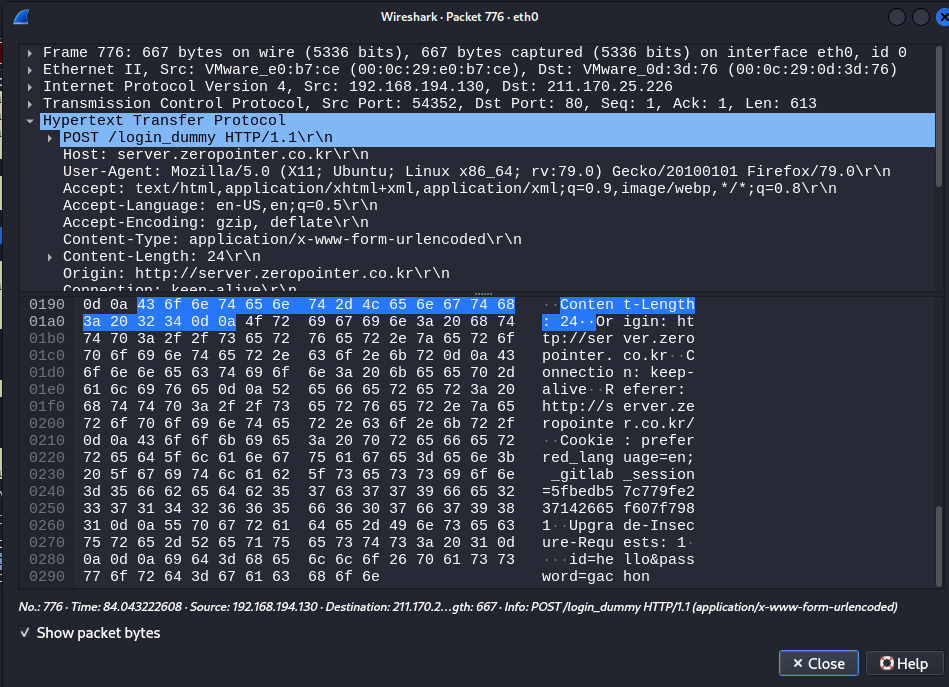 Wireshark · Packet 776 · eth0
Frame 776: 667 bytes on wire (5336 bits), 667 bytes captured (5336 bits) on interface eth0, id 0
Ethernet II, Src: VMware_e0:b7:ce (00:0c:29:e0:b7:ce), Dst: VMware_0d:3d:76 (00:0c:29:0d:3d:76)
Internet Protocol Version 4, Src: 192.168.194.130, Dst: 211.170.25.226
Transmission Control Protocol, Src Port: 54352, Dst Port: 80, Seq: 1, Ack: 1, Len: 613
Hypertext Transfer Protocol
POST /login_dummy HTTP/1.1\r\n
Host: server.zeropointer.co.kr\r\n
User-Agent: Mozilla/5.0 (X11; Ubuntu; Linux x86_64; rv:79.0) Gecko/20100101 Firefox/79.0\r\n
Accept: text/html,application/xhtml+xml,application/xml;q=0.9,image/webp,*/*;q=0.8\r\n
Accept-Language: en-US,en;q=0.5\r\n
Accept-Encoding: gzip, deflate\r\n
Content-Type: application/x-www-form-urlencoded\r\n
Content-Length: 24\r\n
Origin: http://server.zeropointer.co.kr\r\n
Connection: keep-alive\r\n
0190 0d 0a 43 6f 6e 74 65 6e 74 2d 4c 65 6e 67 74 68 ··Conten t-Length
01a0 3a 20 32 34 0d 0a 4f 72 69 67 69 6e 3a 20 68 74 : 24··Or igin: ht
01b0 74 70 3a 2f 2f 73 65 72 76 65 72 2e 7a 65 72 6f tp://ser ver.zero
01c0 70 6f 69 6e 74 65 72 2e 63 6f 2e 6b 72 0d 0a 43 pointer. co.kr··C
01d0 6f 6e 6e 65 63 74 69 6f 6e 3a 20 6b 65 65 70 2d onnectio n: keep-
01e0 61 6c 69 76 65 0d 0a 52 65 66 65 72 65 72 3a 20 alive··R eferer:
01f0 68 74 74 70 3a 2f 2f 73 65 72 76 65 72 2e 7a 65 http://s erver.ze
0200 72 6f 70 6f 69 6e 74 65 72 2e 63 6f 2e 6b 72 2f ropointe r.co.kr/
0210 0d 0a 43 6f 6f 6b 69 65 3a 20 70 72 65 66 65 72 ··Cookie : prefer
0220 72 65 64 5f 6c 61 6e 67 75 61 67 65 3d 65 6e 3b red_lang uage=en;
0230 20 5f 67 69 74 6c 61 62 5f 73 65 73 73 69 6f 6e _gitlab _session
0240 3d 35 66 62 65 64 62 35 37 63 37 37 39 66 65 32 =5fbedb5 7c779fe2
0250 33 37 31 34 32 36 36 35 66 36 30 37 66 37 39 38 37142665 f607f798
0260 31 0d 0a 55 70 67 72 61 64 65 2d 49 6e 73 65 63 1··Upgra de-Insec
0270 75 72 65 2d 52 65 71 75 65 73 74 73 3a 20 31 0d ure-Requ ests: 1·
0280 0a 0d 0a 69 64 3d 68 65 6c 6c 6f 26 70 61 73 73 ···id=he llo&pass
0290 77 6f 72 64 3d 67 61 63 68 6f 6e word=gac hon
No.: 776 · Time: 84.043222608 · Source: 192.168.194.130 · Destination: 211.170.2…gth: 667 · Info: POST /login_dummy HTTP/1.1 (application/x-www-form-urlencoded)
Show packet bytes
Close
Help